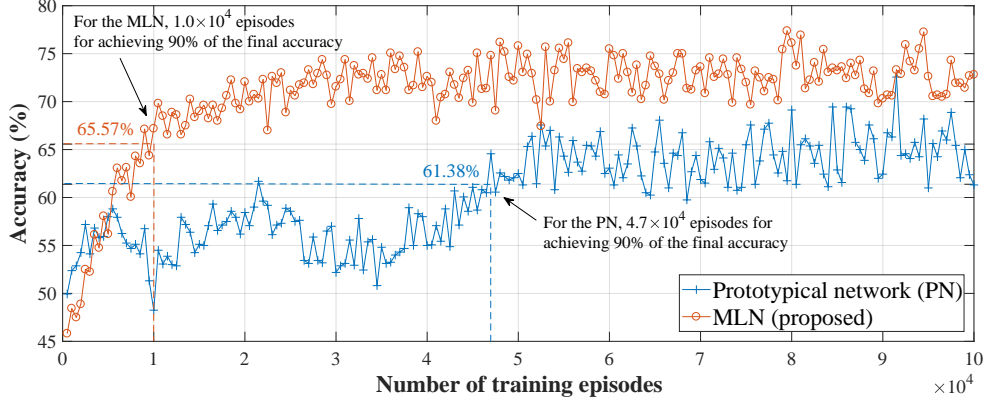 For the MLN, 1.0×10⁴ episodes
for achieving 90% of the final accuracy
65.57%
61.38%
For the PN, 4.7×10⁴ episodes for
achieving 90% of the final accuracy
Prototypical network (PN)
MLN (proposed)
Accuracy (%)
80
75
70
65
60
55
50
45
0 1 2 3 4 5 6 7 8 9 10
Number of training episodes
×10⁴